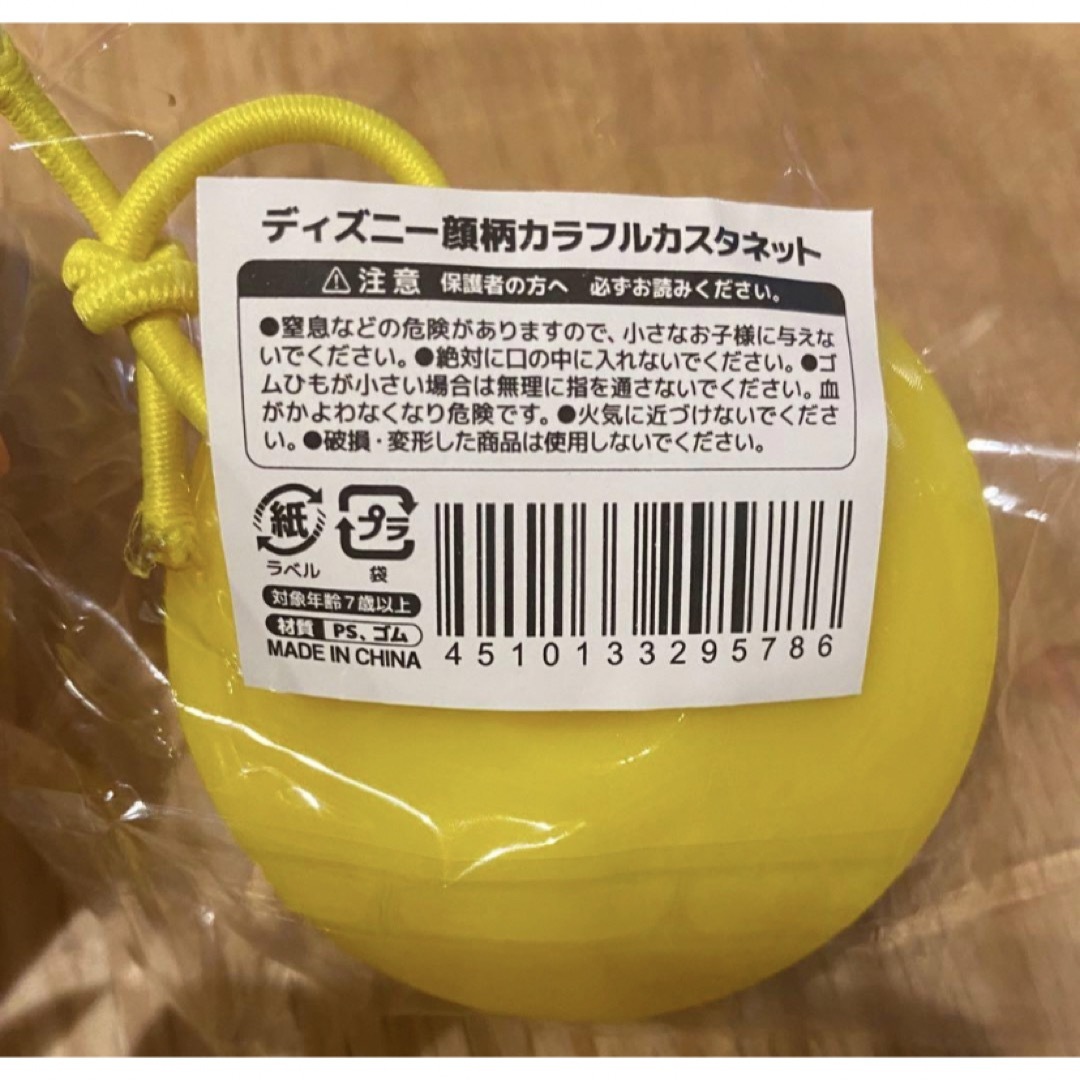 ディズニー顔柄カラフルカスタネット
⚠注意 保護者の方へ 必ずお読みください。
●窒息などの危険がありますので、小さなお子様に与えな
いでください。●絶対に口の中に入れないでください。●ゴ
ムひもが小さい場合は無理に指を通さないでください。血
がかよわなくなり危険です。●火気に近づけないでくださ
い。●破損・変形した商品は使用しないでください。
紙 プラ
ラベル 袋
対象年齢7歳以上
材質 PS、ゴム
MADE IN CHINA
4510133295786